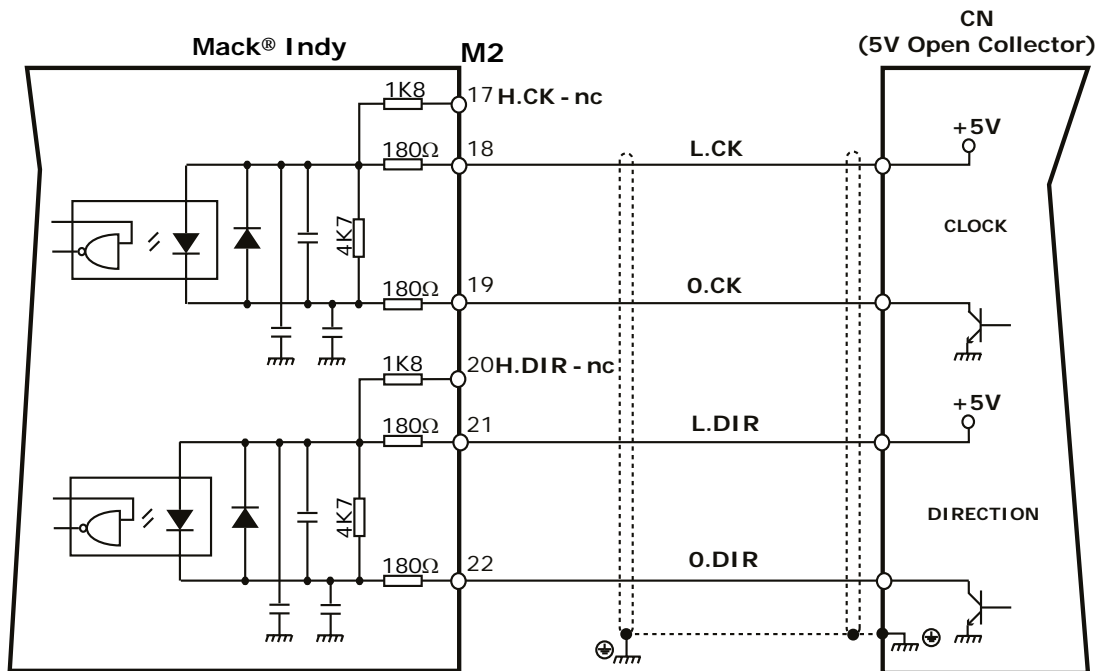 CN
(5V Open Collector)
Mack® Indy
M2
1K8
17 H.CK - nc
+5V
180Ω
18
L.CK
4K7
CLOCK
180Ω
19
0.CK
1K8
20 H.DIR - nc
+5V
180Ω
21
L.DIR
4K7
DIRECTION
180Ω
22
0.DIR